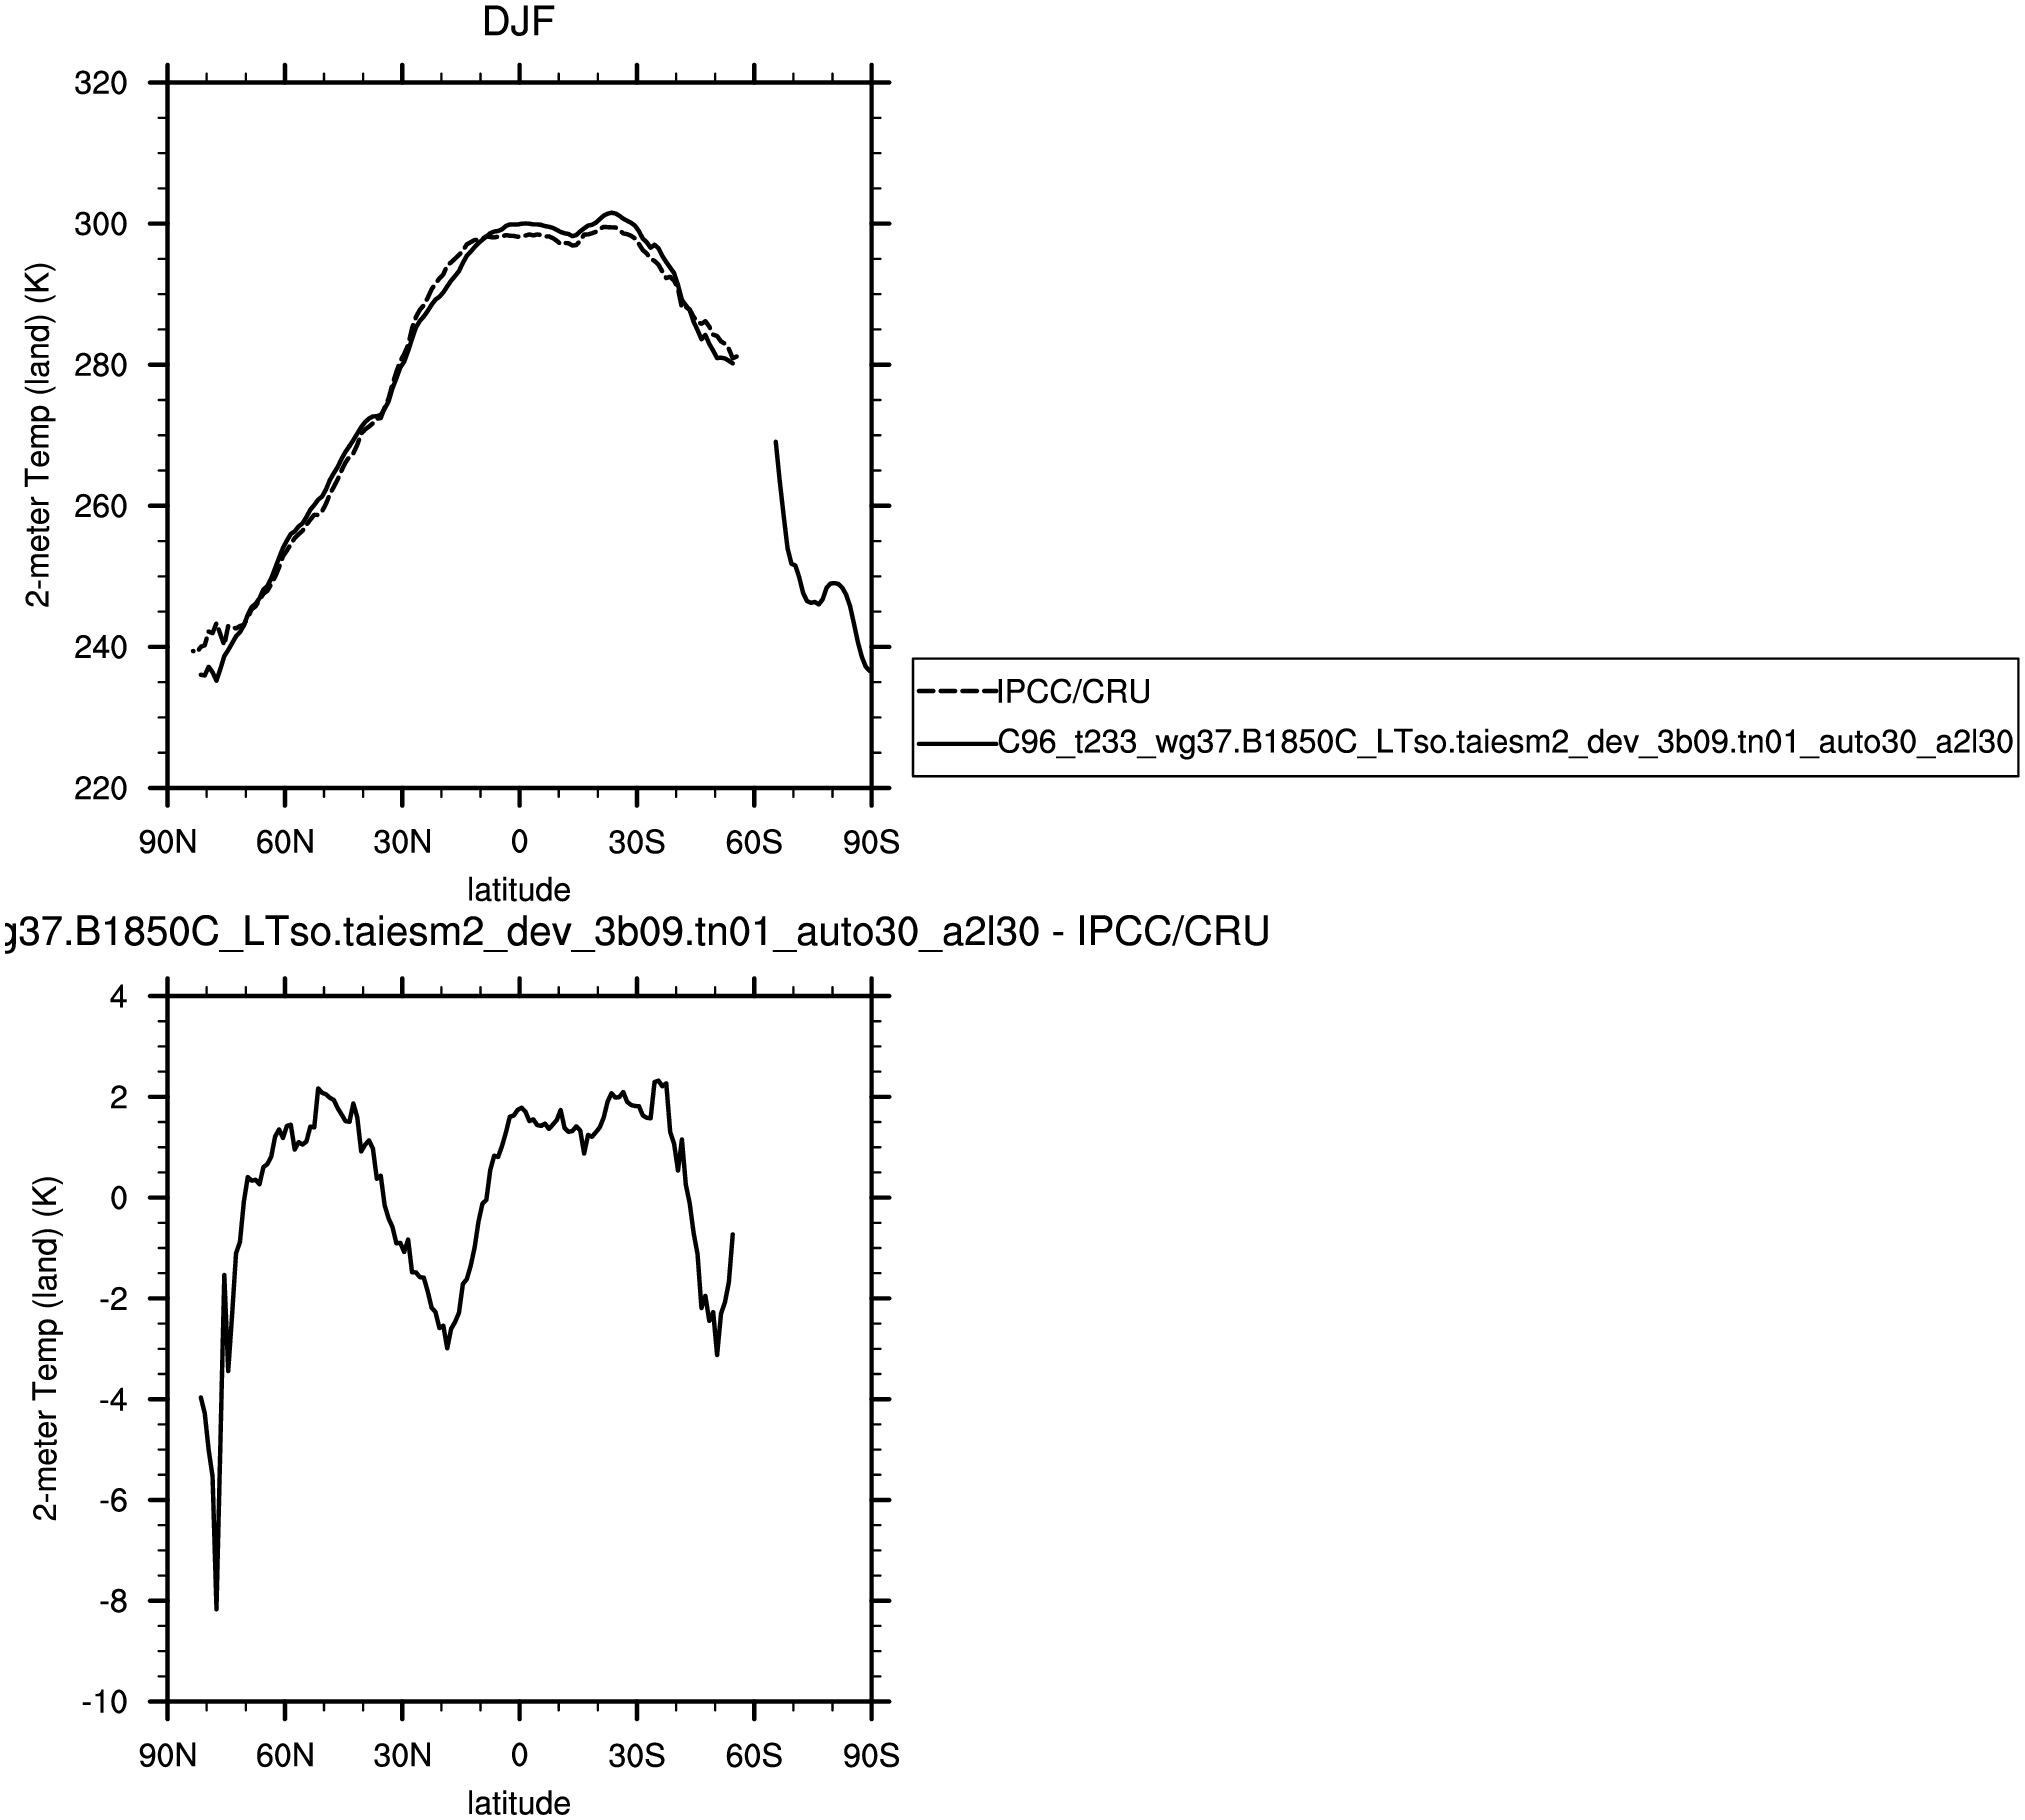 DJF
320
300
280
260
240
220
2-meter Temp (land) (K)
90N 60N 30N 0 30S 60S 90S
latitude
IPCC/CRU
C96_t233_wg37.B1850C_LTso.taiesm2_dev_3b09.tn01_auto30_a2l30
g37.B1850C_LTso.taiesm2_dev_3b09.tn01_auto30_a2l30 - IPCC/CRU
4
2
0
-2
-4
-6
-8
-10
2-meter Temp (land) (K)
90N 60N 30N 0 30S 60S 90S
latitude